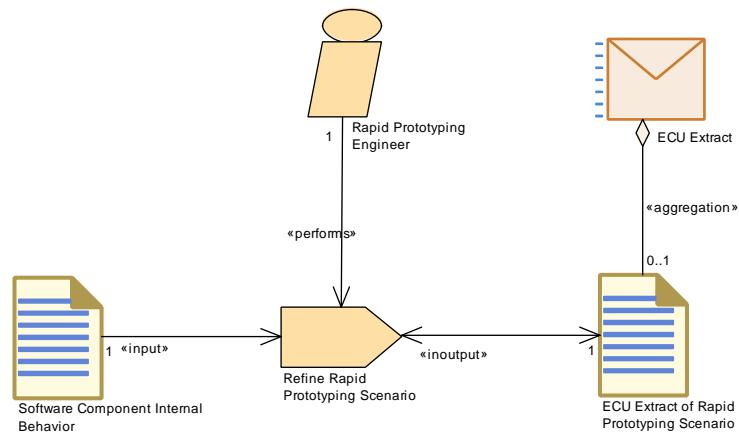 1
Rapid Prototyping
Engineer
ECU Extract
«aggregation»
«performs»
0..1
1
«input»
«inoutput»
1
Refine Rapid
Prototyping Scenario
Software Component Internal
Behavior
ECU Extract of Rapid
Prototyping Scenario